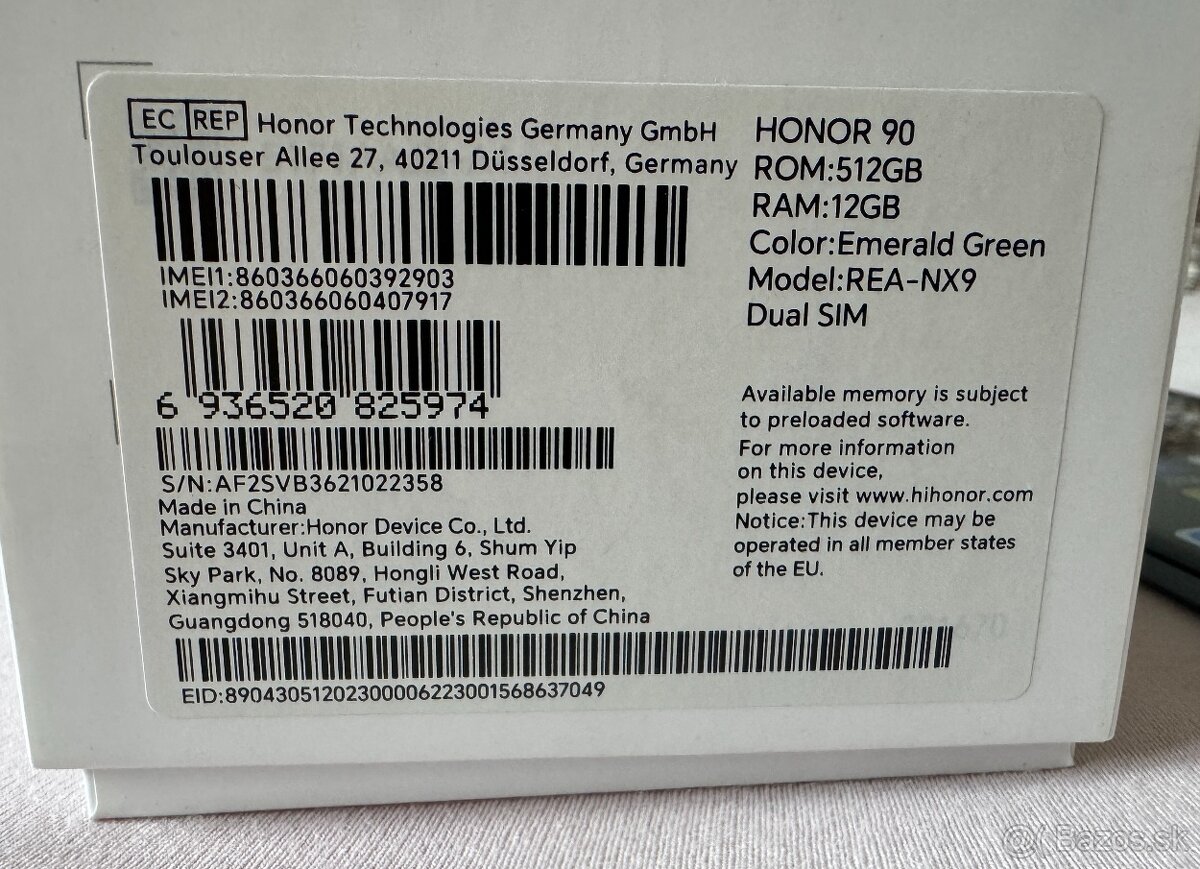 EC REP Honor Technologies Germany GmbH
Toulouser Allee 27, 40211 Düsseldorf, Germany
IMEI1:860366060392903
IMEI2:860366060407917
6 936520 825974
S/N:AF2SVB3621022358
Made in China
Manufacturer:Honor Device Co., Ltd.
Suite 3401, Unit A, Building 6, Shum Yip
Sky Park, No. 8089, Hongli West Road,
Xiangmihu Street, Futian District, Shenzhen,
Guangdong 518040, People's Republic of China
EID:89043051202300006223001568637049
HONOR 90
ROM:512GB
RAM:12GB
Color:Emerald Green
Model:REA-NX9
Dual SIM
Available memory is subject
to preloaded software.
For more information
on this device,
please visit www.hihonor.com
Notice:This device may be
operated in all member states
of the EU.
Bazos.sk